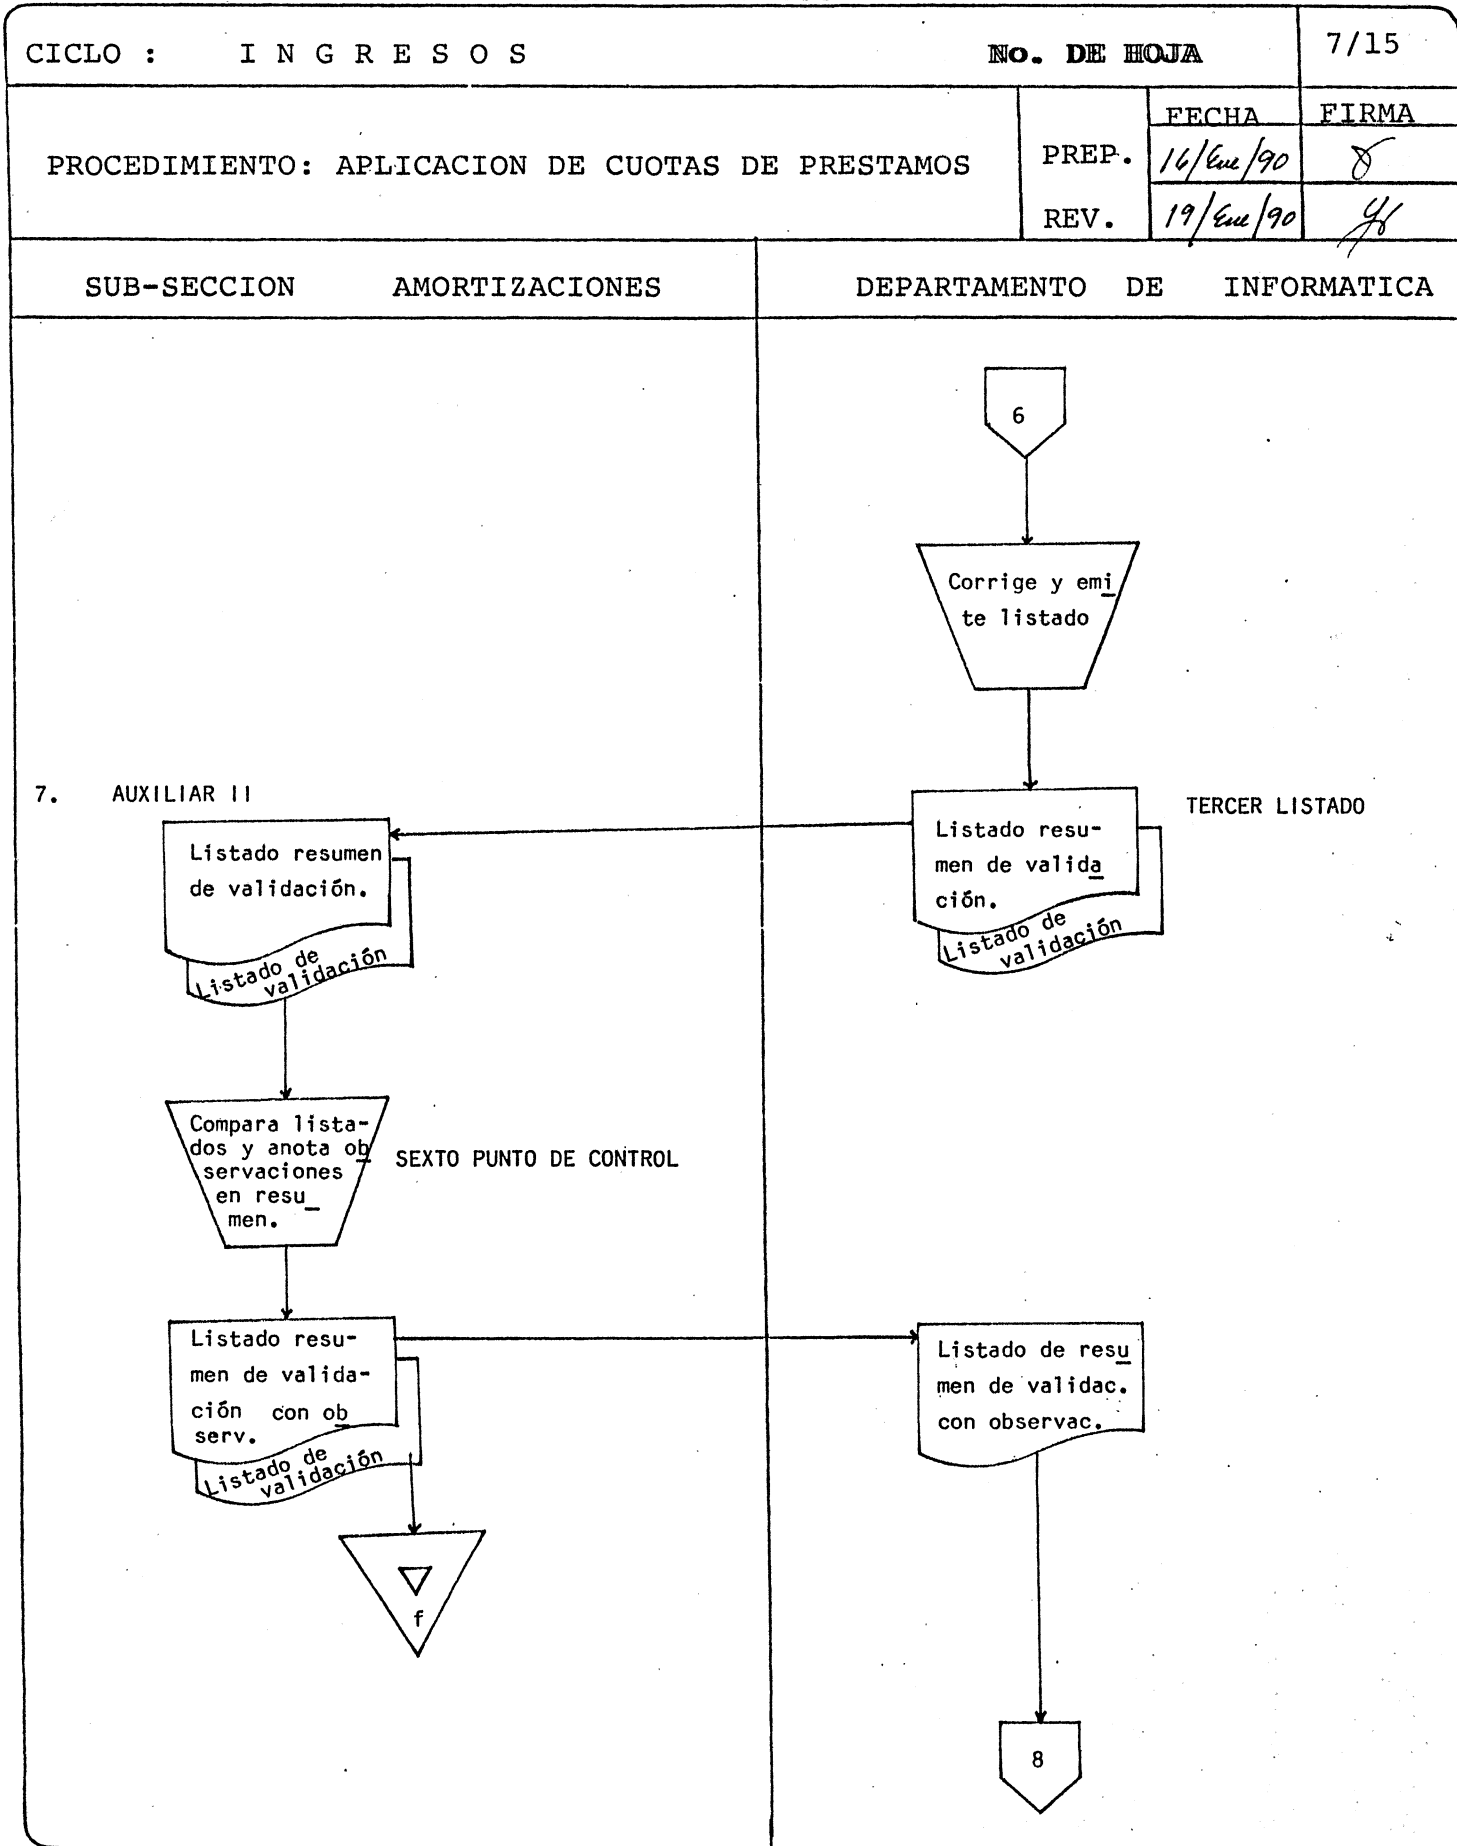 CICLO : I N G R E S O S No. DE HOJA 7/15
FECHA FIRMA
PROCEDIMIENTO: APLICACION DE CUOTAS DE PRESTAMOS
PREP. 16/Ene/90
REV. 19/Ene/90
SUB-SECCION AMORTIZACIONES DEPARTAMENTO DE INFORMATICA
6
Corrige y emi
te listado
7. AUXILIAR II
TERCER LISTADO
Listado resu-
men de valida
ción.
Listado de
validación
Listado resumen
de validación.
Listado de
validación
Compara lista-
dos y anota ob
servaciones
en resu_
men.
SEXTO PUNTO DE CONTROL
Listado resu-
men de valida-
ción con ob
serv.
Listado de
validación
Listado de resu
men de validac.
con observac.
f
8